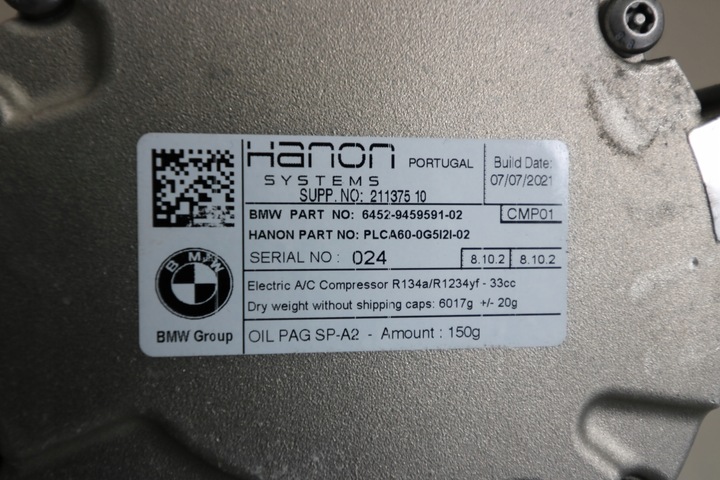 Hanon PORTUGAL
SYSTEMS
SUPP. NO: 211375 10
Build Date:
07/07/2021
BMW PART NO: 6452-9459591-02
CMP01
HANON PART NO: PLCA60-0G5I2I-02
SERIAL NO : 024
8.10.2 8.10.2
BMW
BMW Group
Electric A/C Compressor R134a/R1234yf - 33cc
Dry weight without shipping caps: 6017g +/- 20g
OIL PAG SP-A2 - Amount : 150g